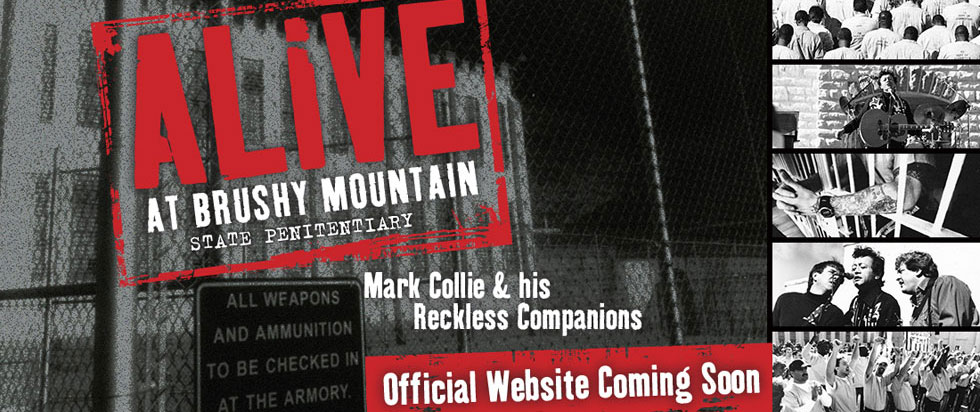 ALiVE
AT BRUSHY MOUNTAIN
STATE PENITENTIARY
Mark Collie & his
Reckless Companions
ALL WEAPONS
AND AMMUNITION
TO BE CHECKED IN
AT THE ARMORY.
Official Website Coming Soon